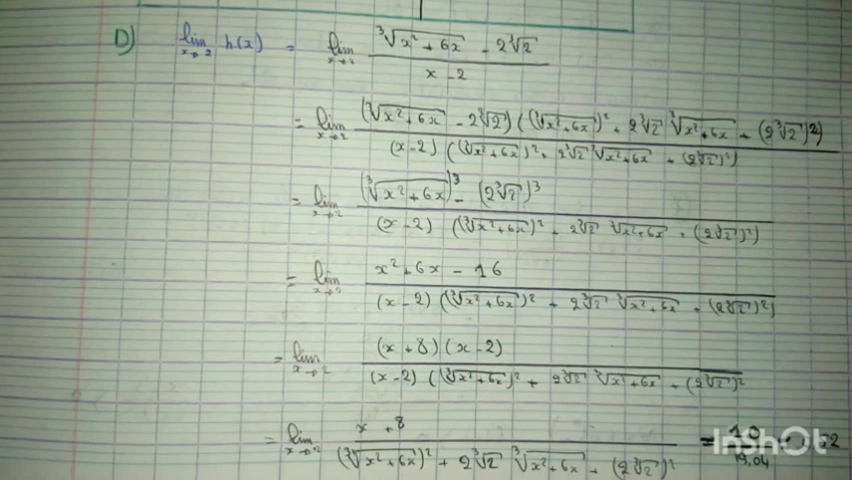 D) lim x→2 h(x) = lim x→2 (∛(x² + 6x) - 2∛2) / (x - 2)
= lim x→2 ((∛(x² + 6x) - 2∛2) ((∛(x² + 6x))² + 2∛2 ∛(x² + 6x) + (2∛2)²)) / ((x - 2) ((∛(x² + 6x))² + 2∛2 ∛(x² + 6x) + (2∛2)²))
= lim x→2 ((∛(x² + 6x))³ - (2∛2)³) / ((x - 2) ((∛(x² + 6x))² + 2∛2 ∛(x² + 6x) + (2∛2)²))
= lim x→2 (x² + 6x - 16) / ((x - 2) ((∛(x² + 6x))² + 2∛2 ∛(x² + 6x) + (2∛2)²))
= lim x→2 ((x + 8) (x - 2)) / ((x - 2) ((∛(x² + 6x))² + 2∛2 ∛(x² + 6x) + (2∛2)²
= lim x→2 (x + 8) / ((∛(x² + 6x))² + 2∛2 ∛(x² + 6x) + (2∛2)² = 10 / 19,04
InShOt